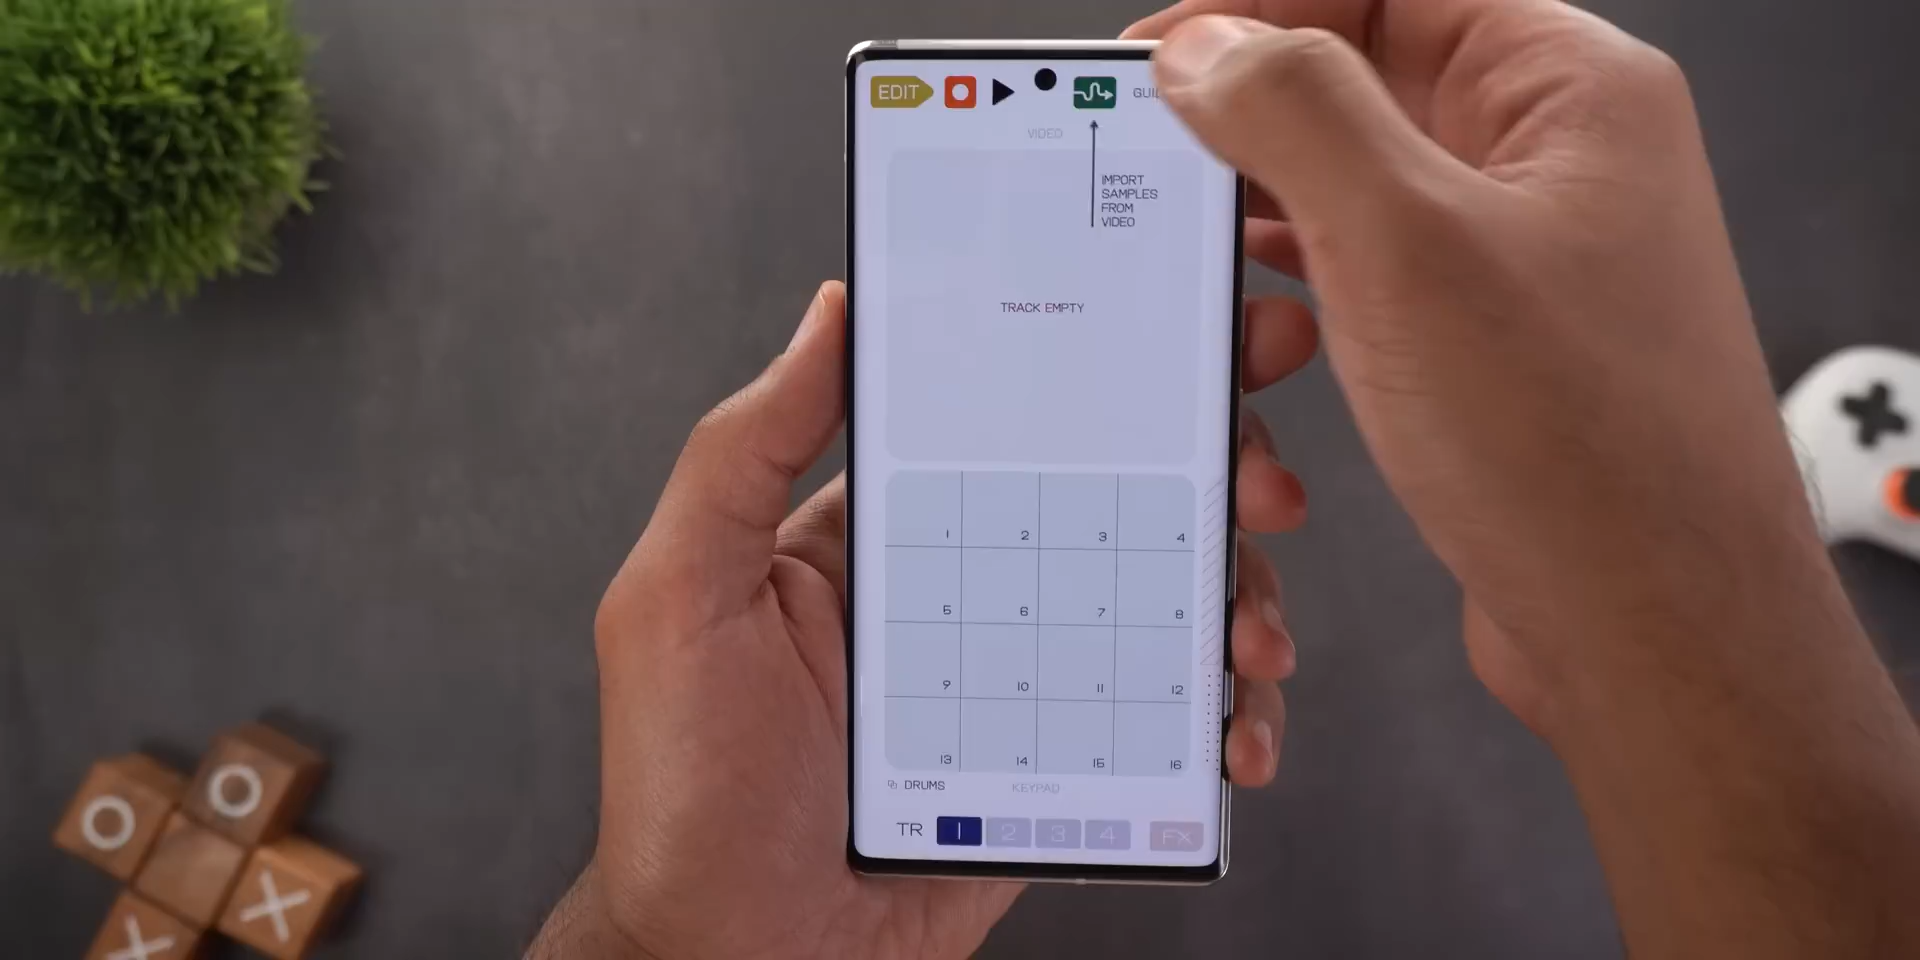 EDIT
VIDEO
IMPORT
SAMPLES
FROM
VIDEO
TRACK EMPTY
1 2 3 4
5 6 7 8
9 10 11 12
13 14 15 16
DRUMS KEYPAD
TR 1 2 3 4 FX
O O
X X